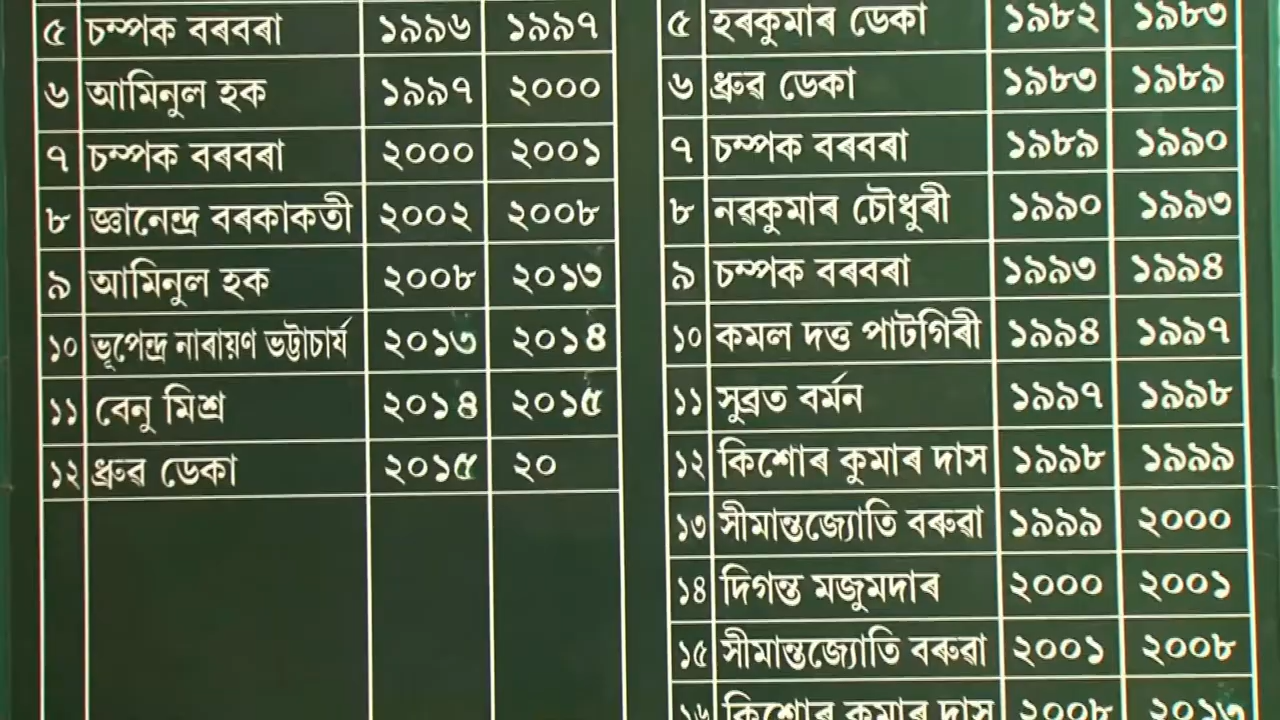 ৫ চম্পক বৰবৰা ১৯৯৬ ১৯৯৭
৬ আমিনুল হক ১৯৯৭ ২০০০
৭ চম্পক বৰবৰা ২০০০ ২০০১
৮ জ্ঞানেন্দ্ৰ বৰকাকতী ২০০২ ২০০৮
৯ আমিনুল হক ২০০৮ ২০১৩
১০ ভূপেন্দ্ৰ নাৰায়ণ ভট্টাচাৰ্য ২০১৩ ২০১৪
১১ বেনু মিশ্ৰ ২০১৪ ২০১৫
১২ ধ্ৰুৱ ডেকা ২০১৫ ২০
৫ হৰকুমাৰ ডেকা ১৯৮২ ১৯৮৩
৬ ধ্ৰুৱ ডেকা ১৯৮৩ ১৯৮৯
৭ চম্পক বৰবৰা ১৯৮৯ ১৯৯০
৮ নৱকুমাৰ চৌধুৰী ১৯৯০ ১৯৯৩
৯ চম্পক বৰবৰা ১৯৯৩ ১৯৯৪
১০ কমল দত্ত পাটগিৰী ১৯৯৪ ১৯৯৭
১১ সুব্ৰত বৰ্মন ১৯৯৭ ১৯৯৮
১২ কিশোৰ কুমাৰ দাস ১৯৯৮ ১৯৯৯
১৩ সীমান্তজ্যোতি বৰুৱা ১৯৯৯ ২০০০
১৪ দিগন্ত মজুমদাৰ ২০০০ ২০০১
১৫ সীমান্তজ্যোতি বৰুৱা ২০০১ ২০০৮
১৬ কিশোৰ কুমাৰ দাস ২০০৮ ২০১৩